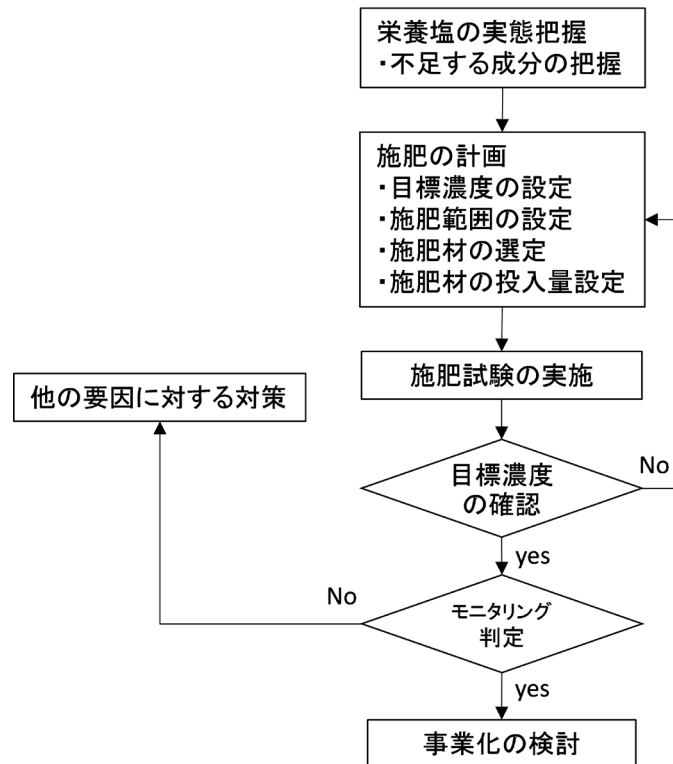 栄養塩の実態把握
・不足する成分の把握
施肥の計画
・目標濃度の設定
・施肥範囲の設定
・施肥材の選定
・施肥材の投入量設定
施肥試験の実施
他の要因に対する対策
目標濃度
の確認
No
yes
モニタリング
判定
No
yes
事業化の検討